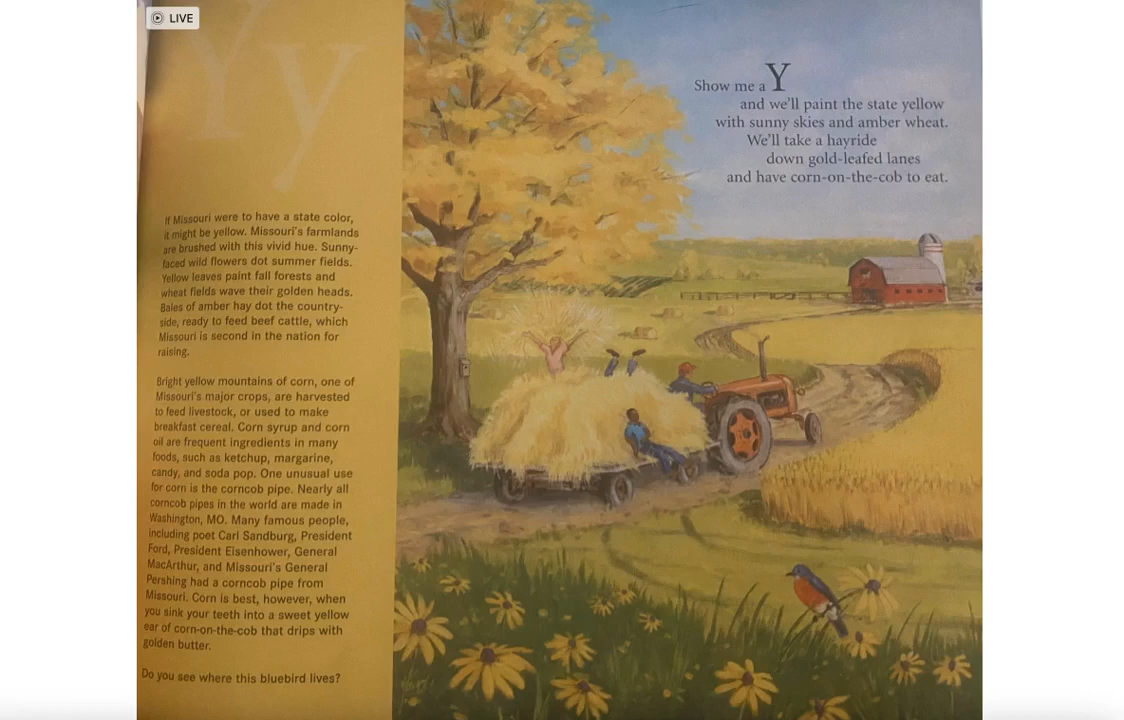 LIVE
Yy
If Missouri were to have a state color,
it might be yellow. Missouri's farmlands
are brushed with this vivid hue. Sunny-
faced wild flowers dot summer fields.
Yellow leaves paint fall forests and
wheat fields wave their golden heads.
Bales of amber hay dot the country-
side, ready to feed beef cattle, which
Missouri is second in the nation for
raising.
Bright yellow mountains of corn, one of
Missouri's major crops, are harvested
to feed livestock, or used to make
breakfast cereal. Corn syrup and corn
oil are frequent ingredients in many
foods, such as ketchup, margarine,
candy, and soda pop. One unusual use
for corn is the corncob pipe. Nearly all
corncob pipes in the world are made in
Washington, MO. Many famous people,
including poet Carl Sandburg, President
Ford, President Eisenhower, General
MacArthur, and Missouri's General
Pershing had a corncob pipe from
Missouri. Corn is best, however, when
you sink your teeth into a sweet yellow
ear of corn-on-the-cob that drips with
golden butter.
Do you see where this bluebird lives?
Show me a Y
and we'll paint the state yellow
with sunny skies and amber wheat.
We'll take a hayride
down gold-leafed lanes
and have corn-on-the-cob to eat.